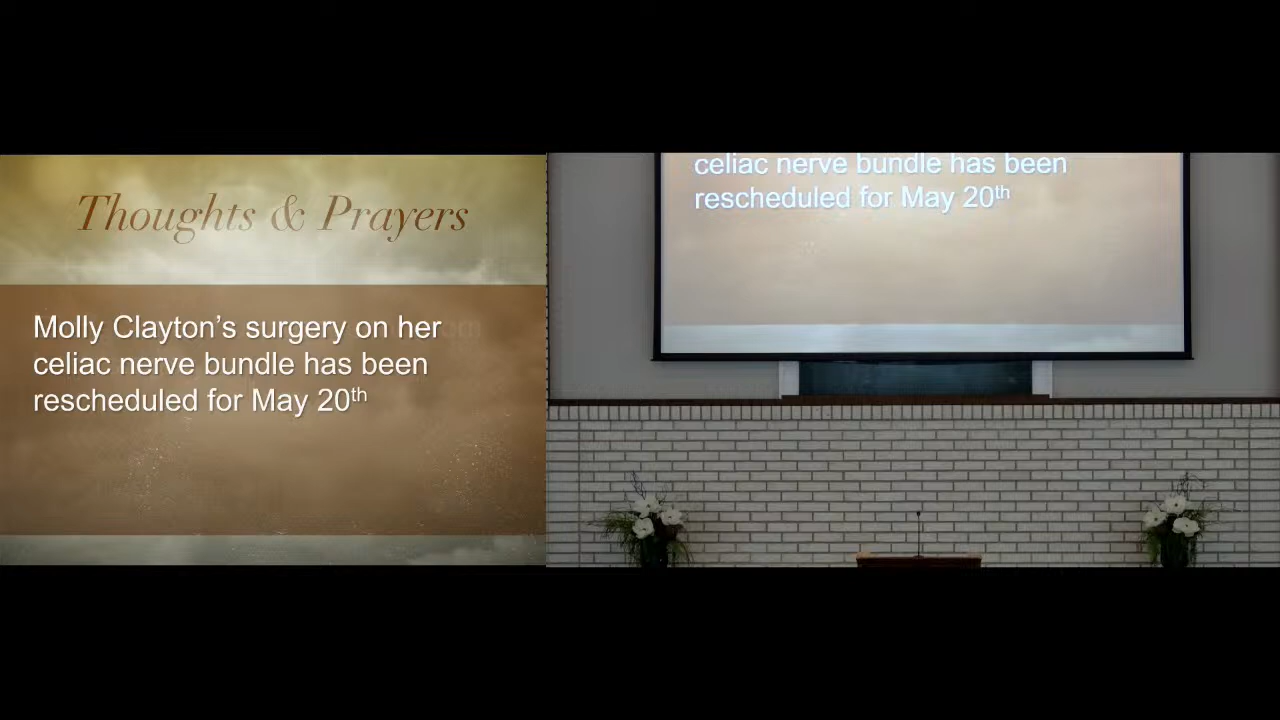 Thoughts & Prayers
Molly Clayton’s surgery on her
celiac nerve bundle has been
rescheduled for May 20th
celiac nerve bundle has been
rescheduled for May 20th